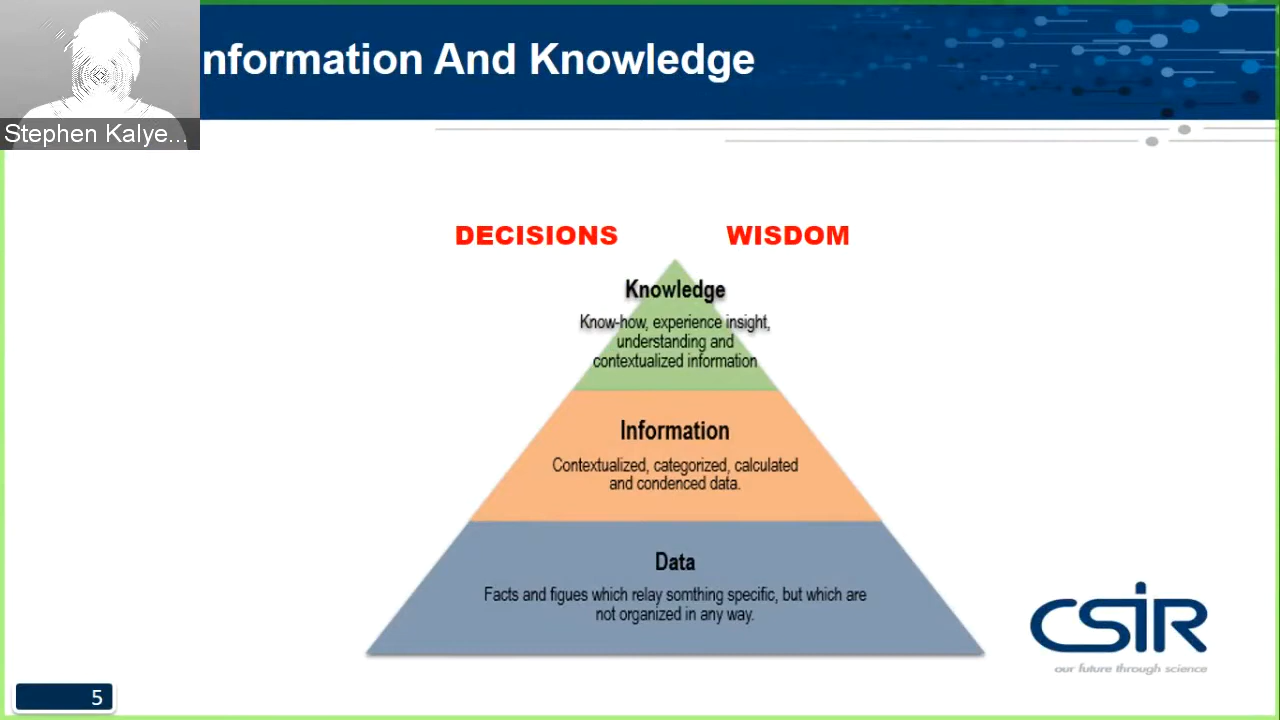 nformation And Knowledge
Stephen Kalye...
DECISIONS WISDOM
Knowledge
Know-how, experience insight,
understanding and
contextualized information
Information
Contextualized, categorized, calculated
and condenced data.
Data
Facts and figues which relay somthing specific, but which are
not organized in any way.
CSIR
our future through science
5